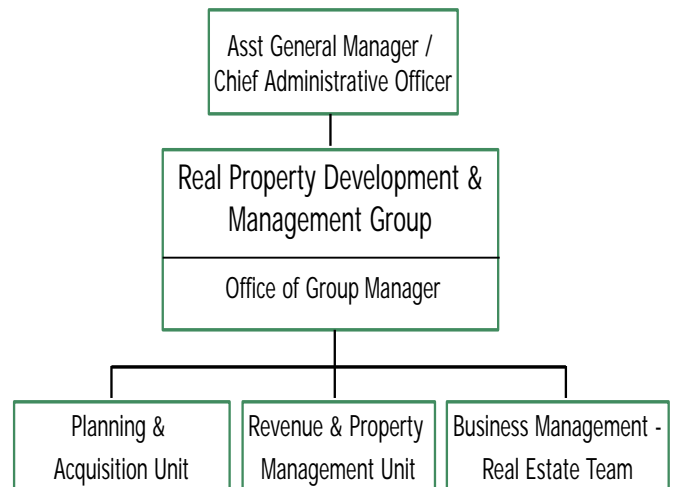 Asst General Manager /
Chief Administrative Officer
Real Property Development &
Management Group
Office of Group Manager
Planning &
Acquisition Unit
Revenue & Property
Management Unit
Business Management -
Real Estate Team